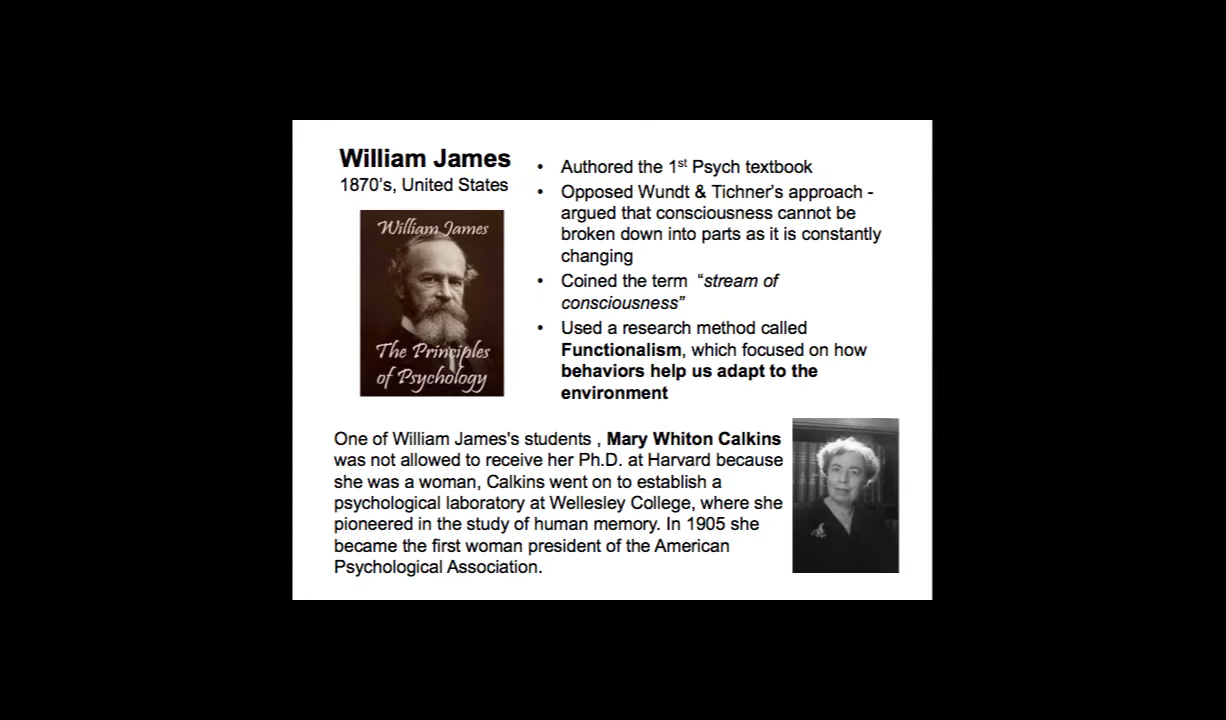 William James
1870's, United States
William James
The Principles
of Psychology
• Authored the 1st Psych textbook
• Opposed Wundt & Tichner's approach -
argued that consciousness cannot be
broken down into parts as it is constantly
changing
• Coined the term "stream of
consciousness"
• Used a research method called
Functionalism, which focused on how
behaviors help us adapt to the
environment
One of William James's students , Mary Whiton Calkins
was not allowed to receive her Ph.D. at Harvard because
she was a woman, Calkins went on to establish a
psychological laboratory at Wellesley College, where she
pioneered in the study of human memory. In 1905 she
became the first woman president of the American
Psychological Association.